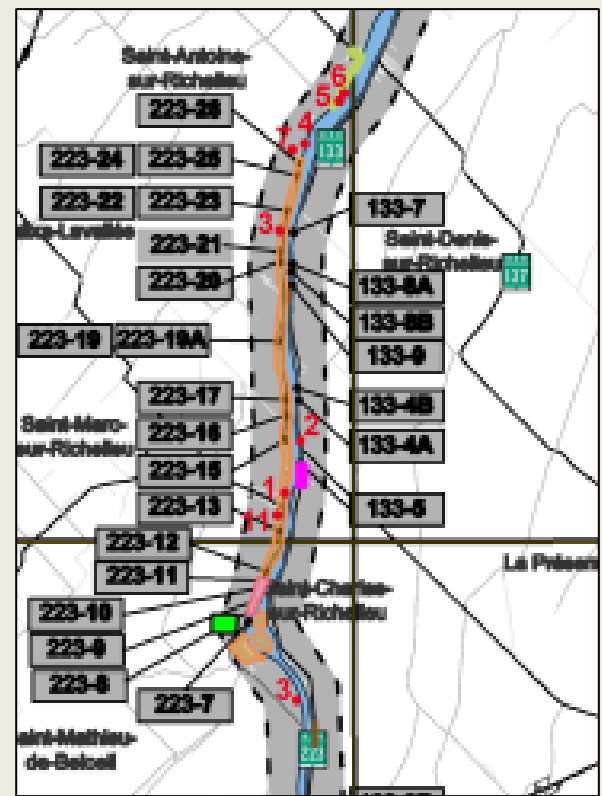 Saint-Antoine-
sur-Richelieu
6
5
223-26
7
4
133
223-24
223-25
223-22
223-23
133-7
3
223-21
Saint-Denis-
sur-Richelieu
137
223-20
133-8A
133-8B
223-19
223-19A
133-9
223-17
133-4B
Saint-Marc-
sur-Richelieu
223-16
2
133-4A
223-15
1
223-13
11
133-5
223-12
223-11
223-10
Saint-Charles-
sur-Richelieu
223-9
223-8
223-7
3
223
de-Beloeil